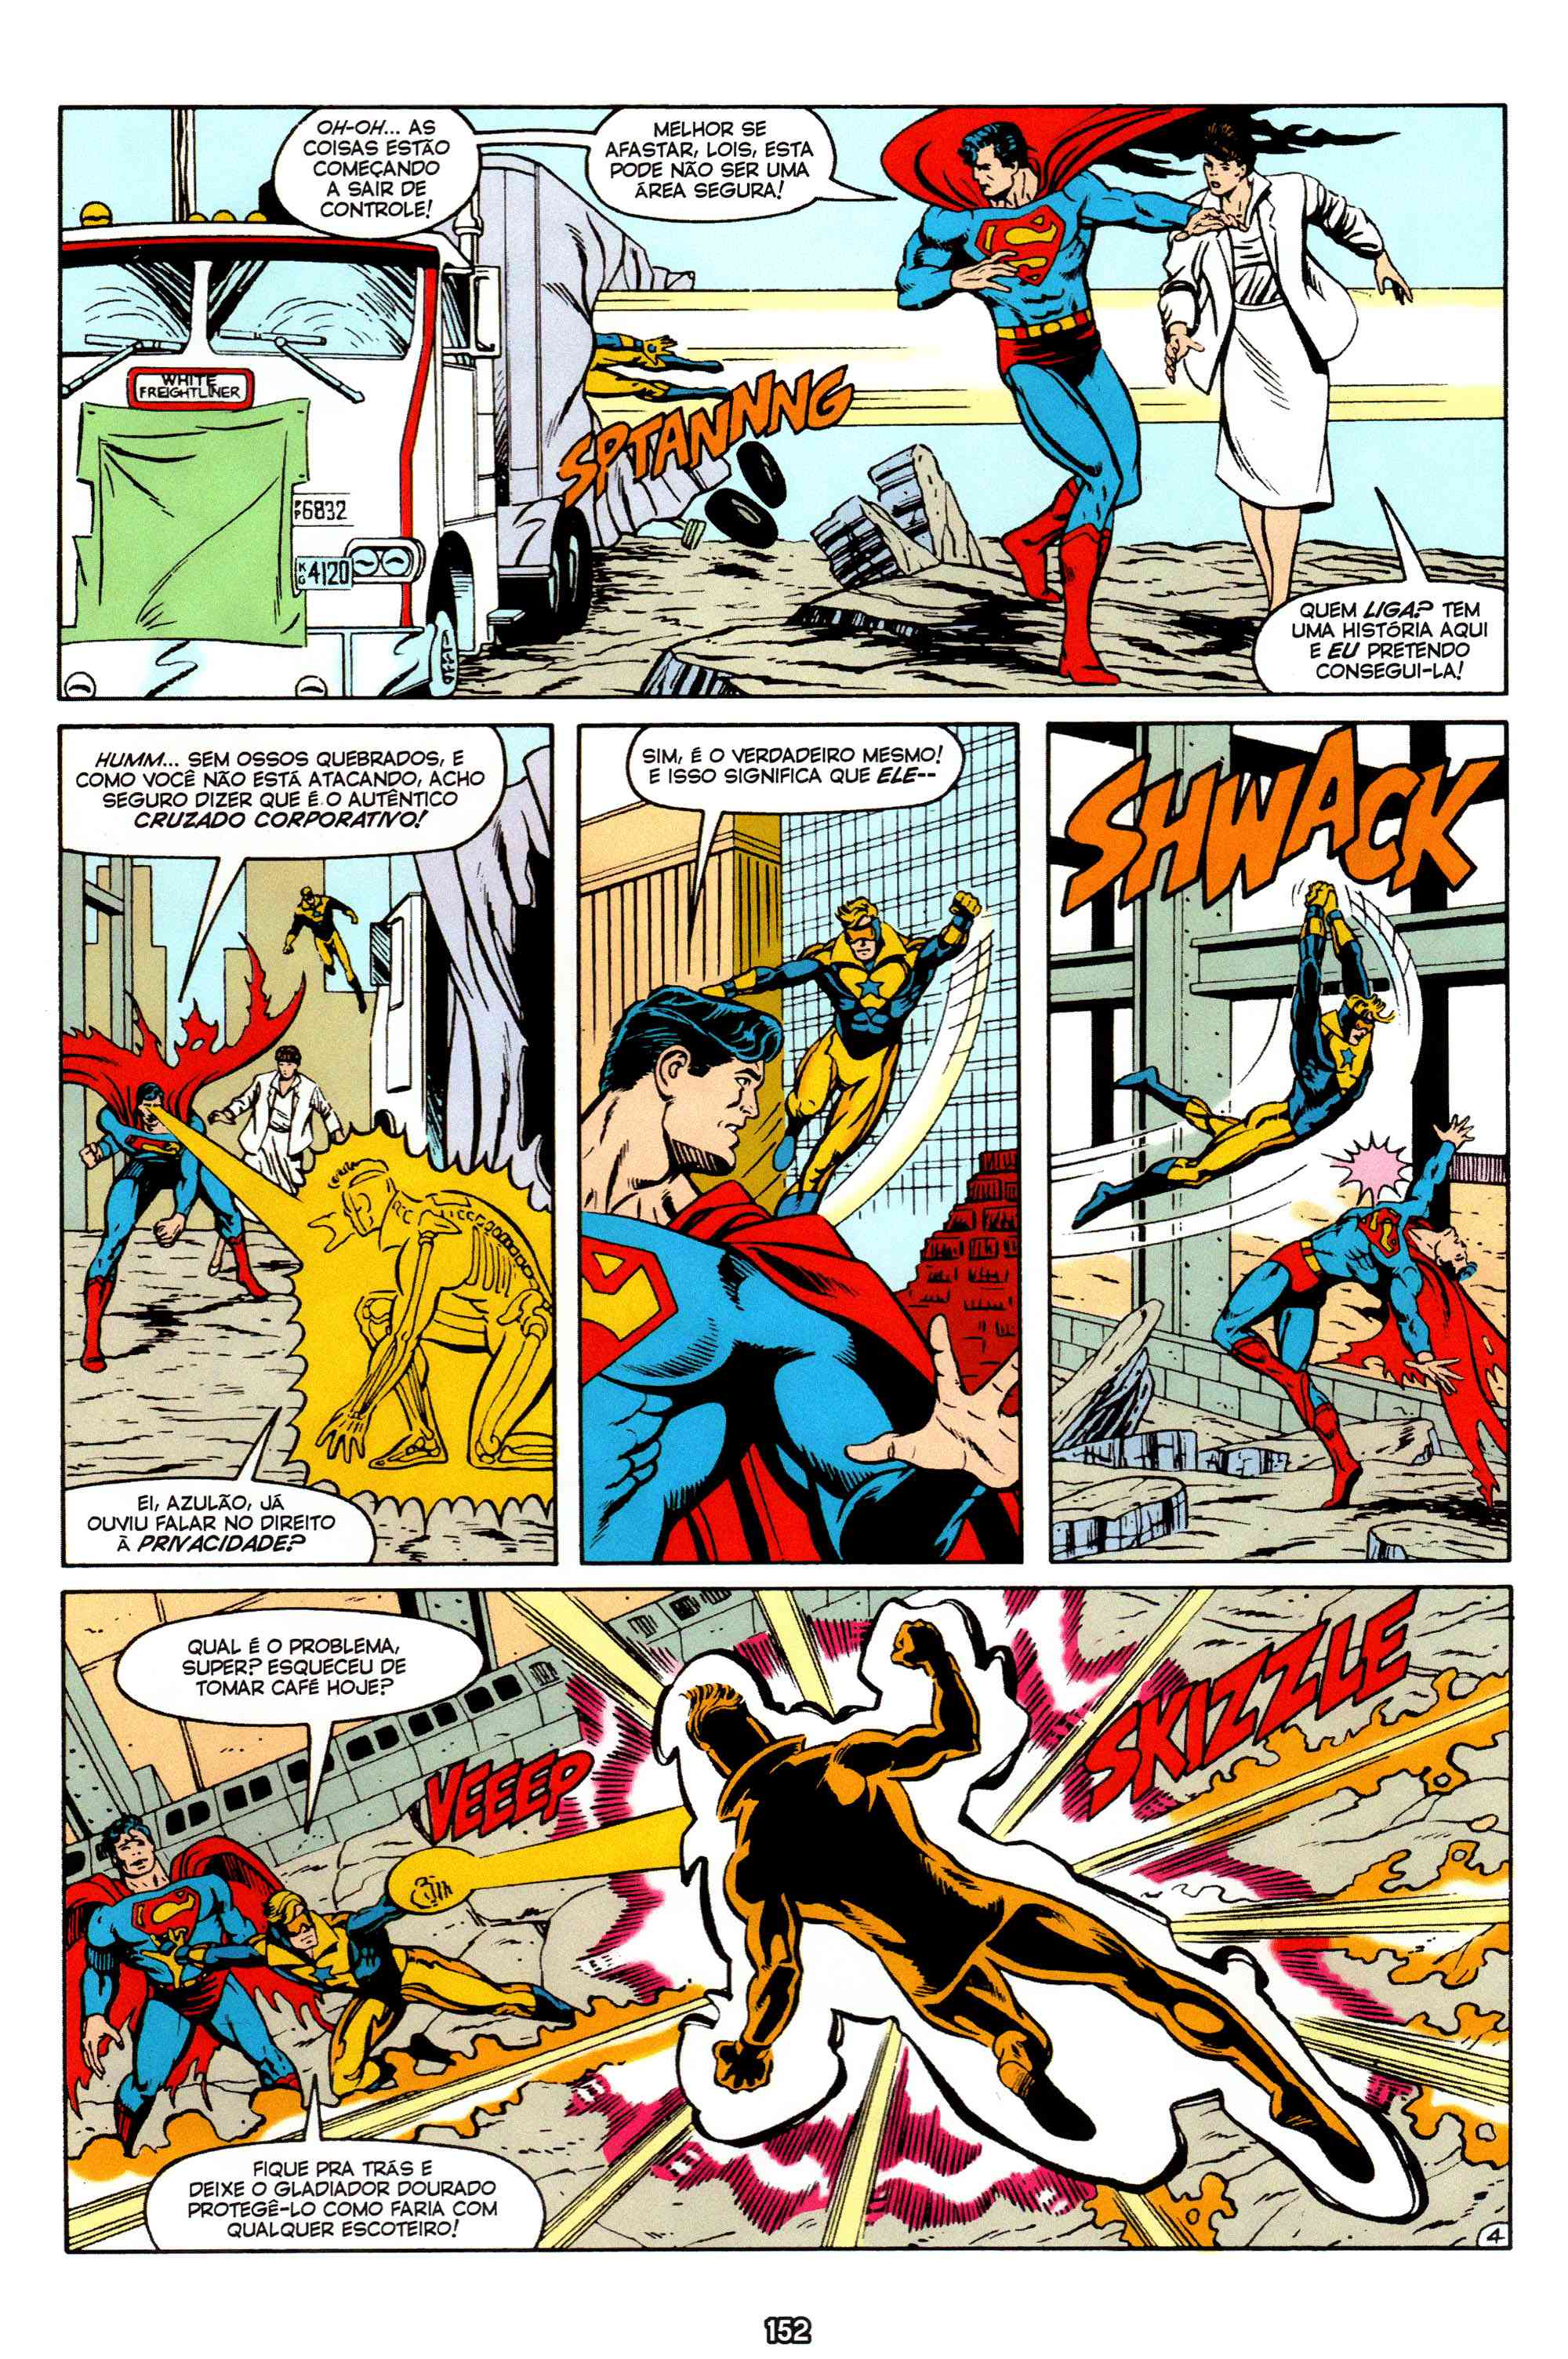 OH-OH... AS
COISAS ESTÃO
COMEÇANDO
A SAIR DE
CONTROLE!
MELHOR SE
AFASTAR, LOIS, ESTA
PODE NÃO SER UMA
ÁREA SEGURA!
WHITE
FREIGHTLINER
6832
KG 4120
SPTANNNG
QUEM LIGA? TEM
UMA HISTÓRIA AQUI
E EU PRETENDO
CONSEGUI-LA!
HUMM... SEM OSSOS QUEBRADOS, E
COMO VOCÊ NÃO ESTÁ ATACANDO, ACHO
SEGURO DIZER QUE É O AUTÊNTICO
CRUZADO CORPORATIVO!
EI, AZULÃO, JÁ
OUVIU FALAR NO DIREITO
À PRIVACIDADE?
SIM, É O VERDADEIRO MESMO!
E ISSO SIGNIFICA QUE ELE--
SHWACK
QUAL É O PROBLEMA,
SUPER? ESQUECEU DE
TOMAR CAFÉ HOJE?
VEEEP
SKIZZLE
FIQUE PRA TRÁS E
DEIXE O GLADIADOR DOURADO
PROTEGÊ-LO COMO FARIA COM
QUALQUER ESCOTEIRO!
4
152